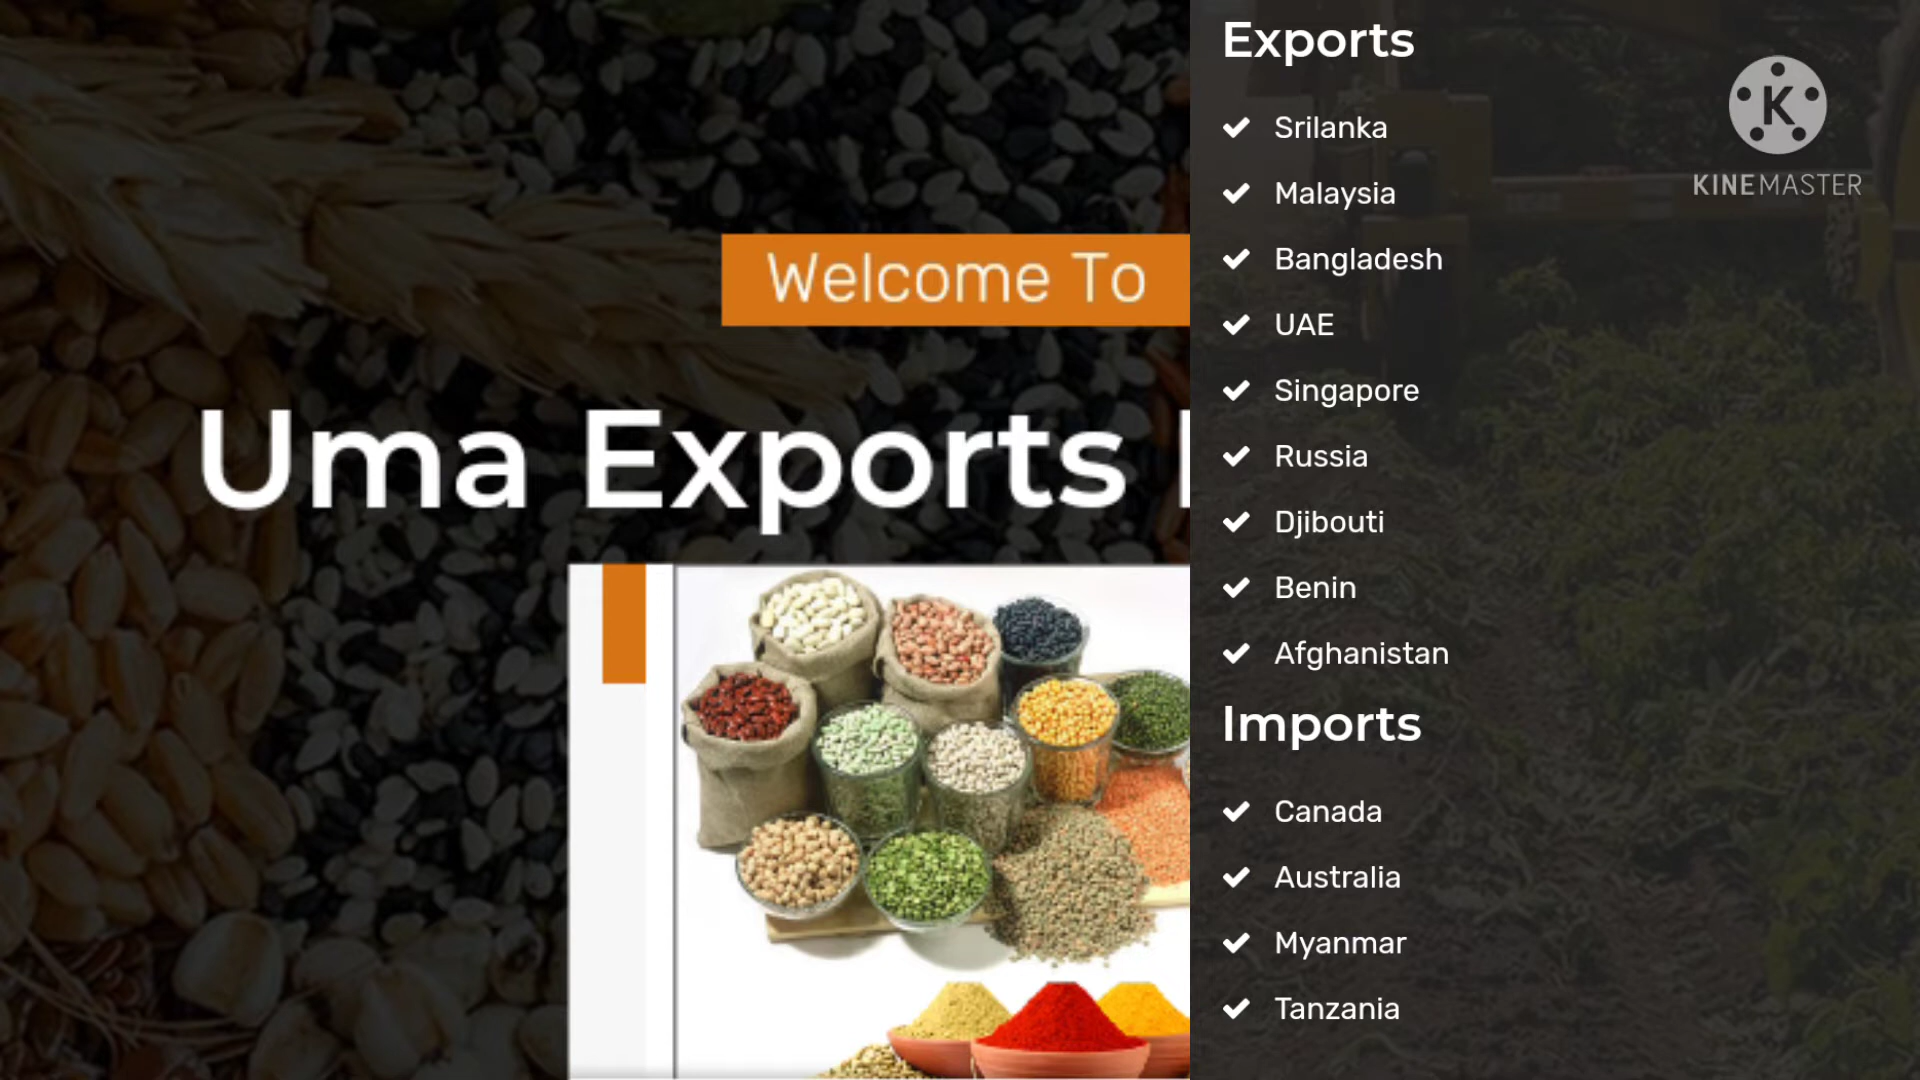 Welcome To
Uma Exports
Exports
Srilanka
Malaysia
Bangladesh
UAE
Singapore
Russia
Djibouti
Benin
Afghanistan
Imports
Canada
Australia
Myanmar
Tanzania
K
KINEMASTER